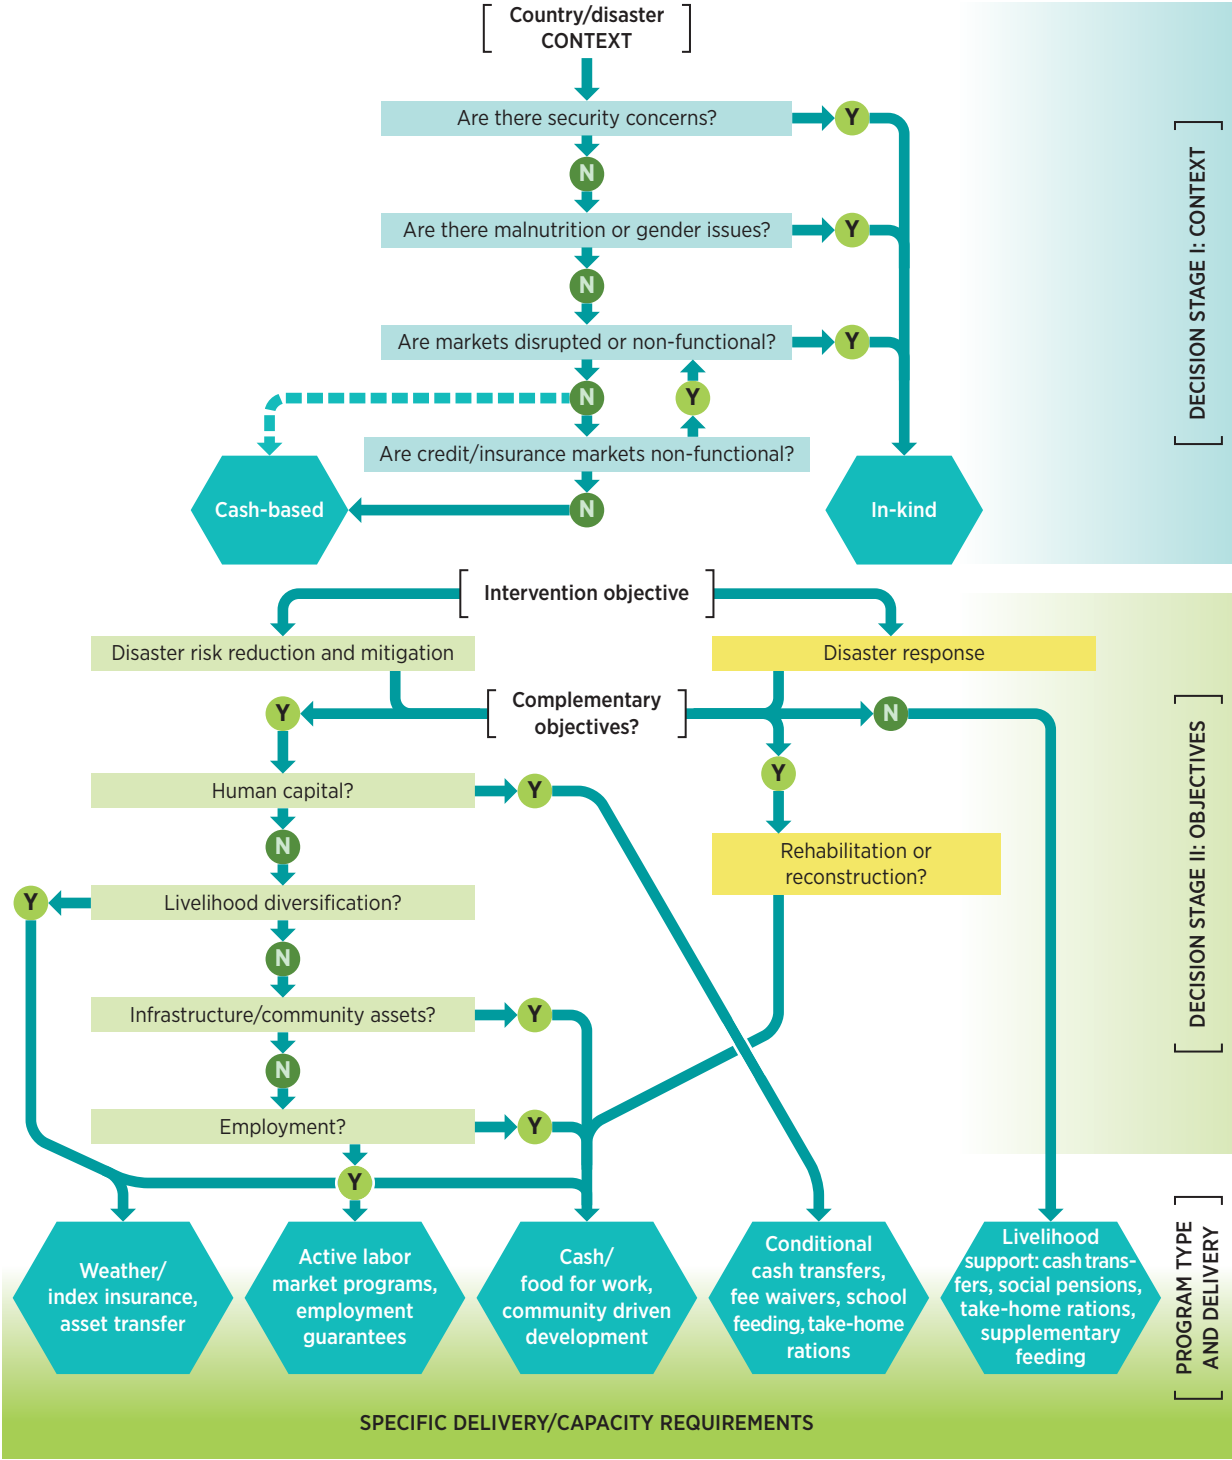 Country/disaster
CONTEXT
Are there security concerns?
Y
N
Are there malnutrition or gender issues?
Y
N
Are markets disrupted or non-functional?
Y
N
Y
Are credit/insurance markets non-functional?
N
Cash-based
In-kind
DECISION STAGE I: CONTEXT
Intervention objective
Disaster risk reduction and mitigation
Disaster response
Complementary
objectives?
Y
N
Y
Human capital?
Y
N
Rehabilitation or
reconstruction?
Livelihood diversification?
Y
N
Infrastructure/community assets?
Y
N
Employment?
Y
Y
DECISION STAGE II: OBJECTIVES
Weather/
index insurance,
asset transfer
Active labor
market programs,
employment
guarantees
Cash/
food for work,
community driven
development
Conditional
cash transfers,
fee waivers, school
feeding, take-home
rations
Livelihood
support: cash trans-
fers, social pensions,
take-home rations,
supplementary
feeding
PROGRAM TYPE
AND DELIVERY
SPECIFIC DELIVERY/CAPACITY REQUIREMENTS